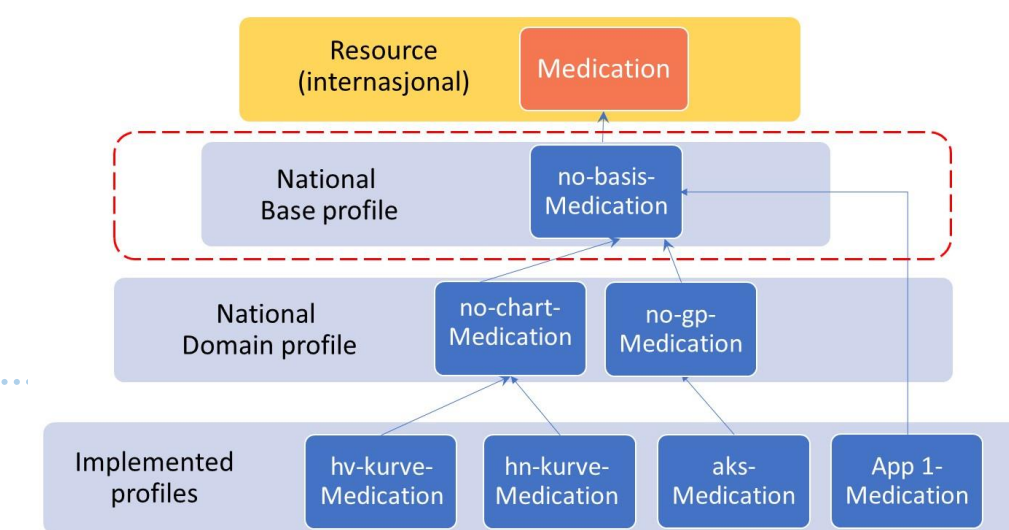 Resource
(internasjonal)
Medication
National
Base profile
no-basis-
Medication
National
Domain profile
no-chart-
Medication
no-gp-
Medication
Implemented
profiles
hv-kurve-
Medication
hn-kurve-
Medication
aks-
Medication
App 1-
Medication